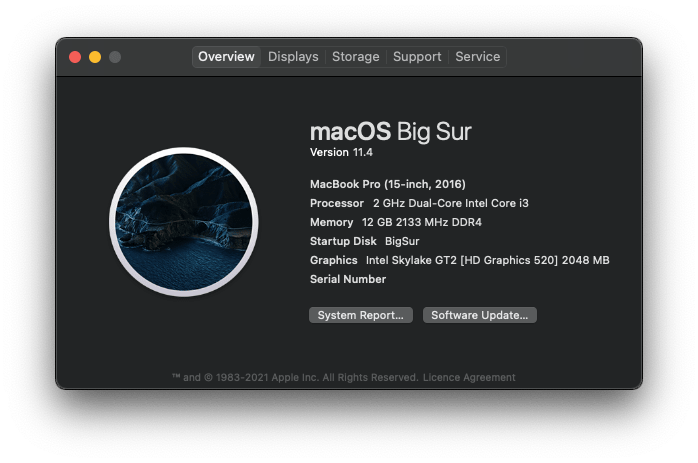 Overview Displays Storage Support Service
macOS Big Sur
Version 11.4
MacBook Pro (15-inch, 2016)
Processor 2 GHz Dual-Core Intel Core i3
Memory 12 GB 2133 MHz DDR4
Startup Disk BigSur
Graphics Intel Skylake GT2 [HD Graphics 520] 2048 MB
Serial Number
System Report... Software Update...
™ and © 1983-2021 Apple Inc. All Rights Reserved. Licence Agreement